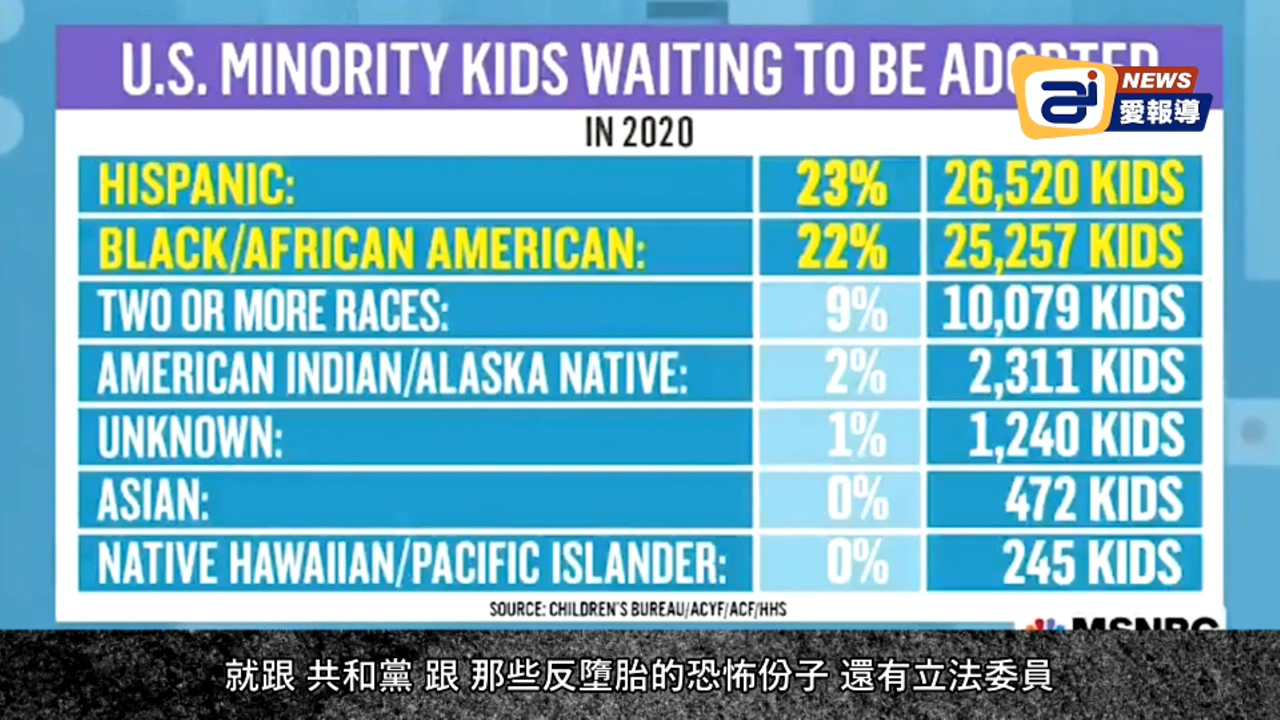 U.S. MINORITY KIDS WAITING TO BE ADOPTED
NEWS
愛報導
IN 2020
HISPANIC: 23% 26,520 KIDS
BLACK/AFRICAN AMERICAN: 22% 25,257 KIDS
TWO OR MORE RACES: 9% 10,079 KIDS
AMERICAN INDIAN/ALASKA NATIVE: 2% 2,311 KIDS
UNKNOWN: 1% 1,240 KIDS
ASIAN: 0% 472 KIDS
NATIVE HAWAIIAN/PACIFIC ISLANDER: 0% 245 KIDS
SOURCE: CHILDREN'S BUREAU/ACYF/ACF/HHS
MSNBC
就跟 共和黨 跟 那些反墮胎的恐怖份子 還有立法委員